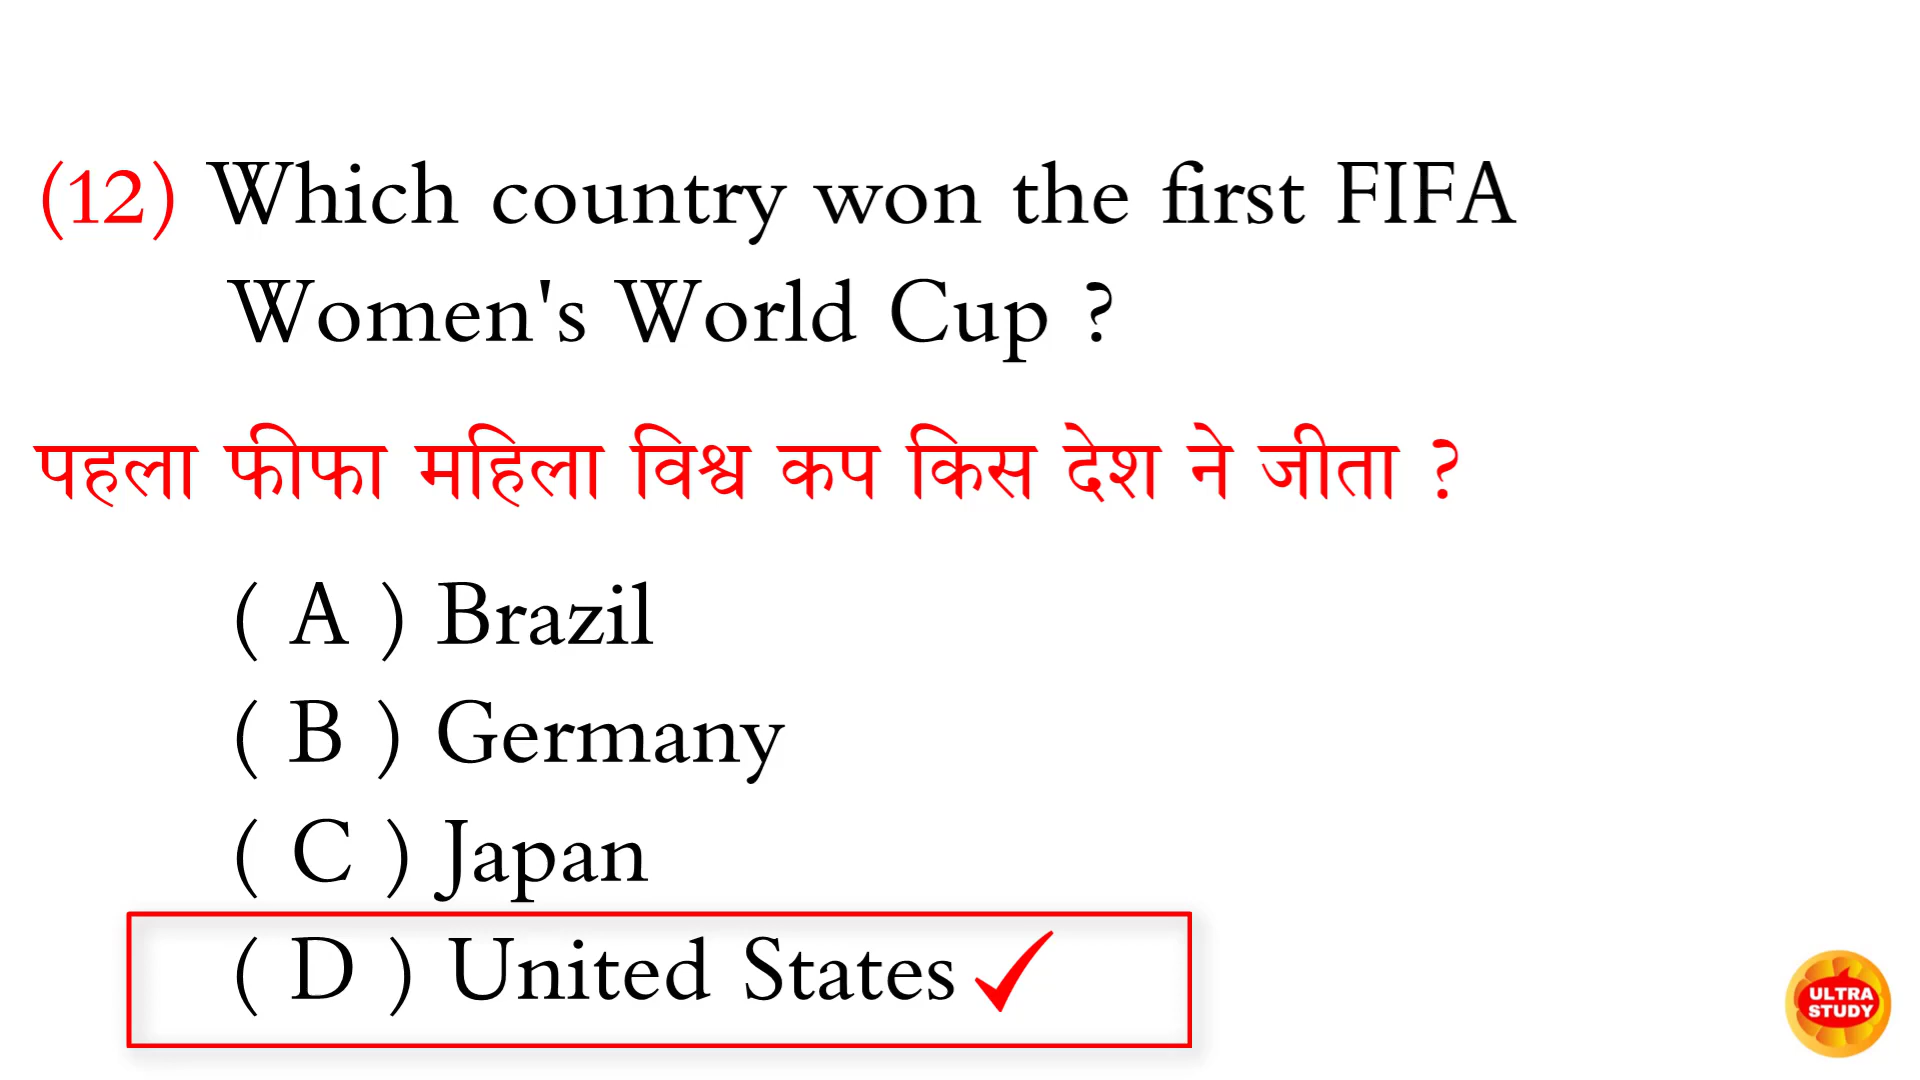 (12) Which country won the first FIFA
Women's World Cup ?
पहला फीफा महिला विश्व कप किस देश ने जीता ?
( A ) Brazil
( B ) Germany
( C ) Japan
( D ) United States
ULTRA
STUDY